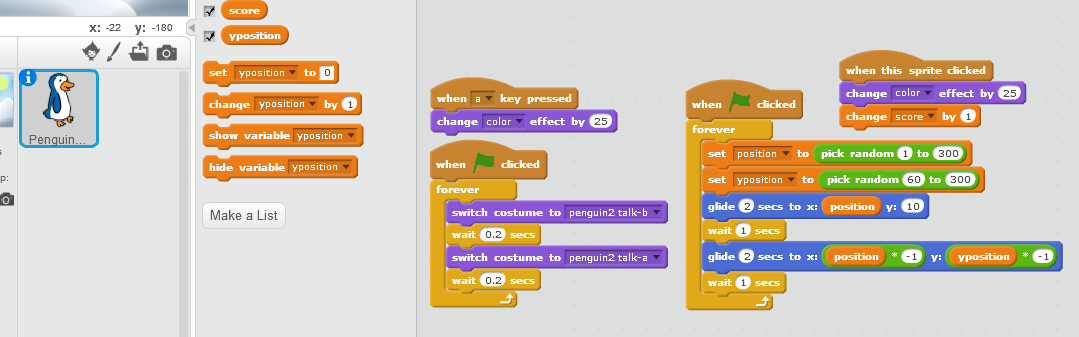 x: -22 y: -180
Penguin...
p:
score
yposition
set yposition to 0
change yposition by 1
show variable yposition
hide variable yposition
Make a List
when a key pressed
change color effect by 25
when clicked
forever
switch costume to penguin2 talk-b
wait 0.2 secs
switch costume to penguin2 talk-a
wait 0.2 secs
when clicked
forever
set position to pick random 1 to 300
set yposition to pick random 60 to 300
glide 2 secs to x: position y: 10
wait 1 secs
glide 2 secs to x: position * -1 y: yposition * -1
wait 1 secs
when this sprite clicked
change color effect by 25
change score by 1